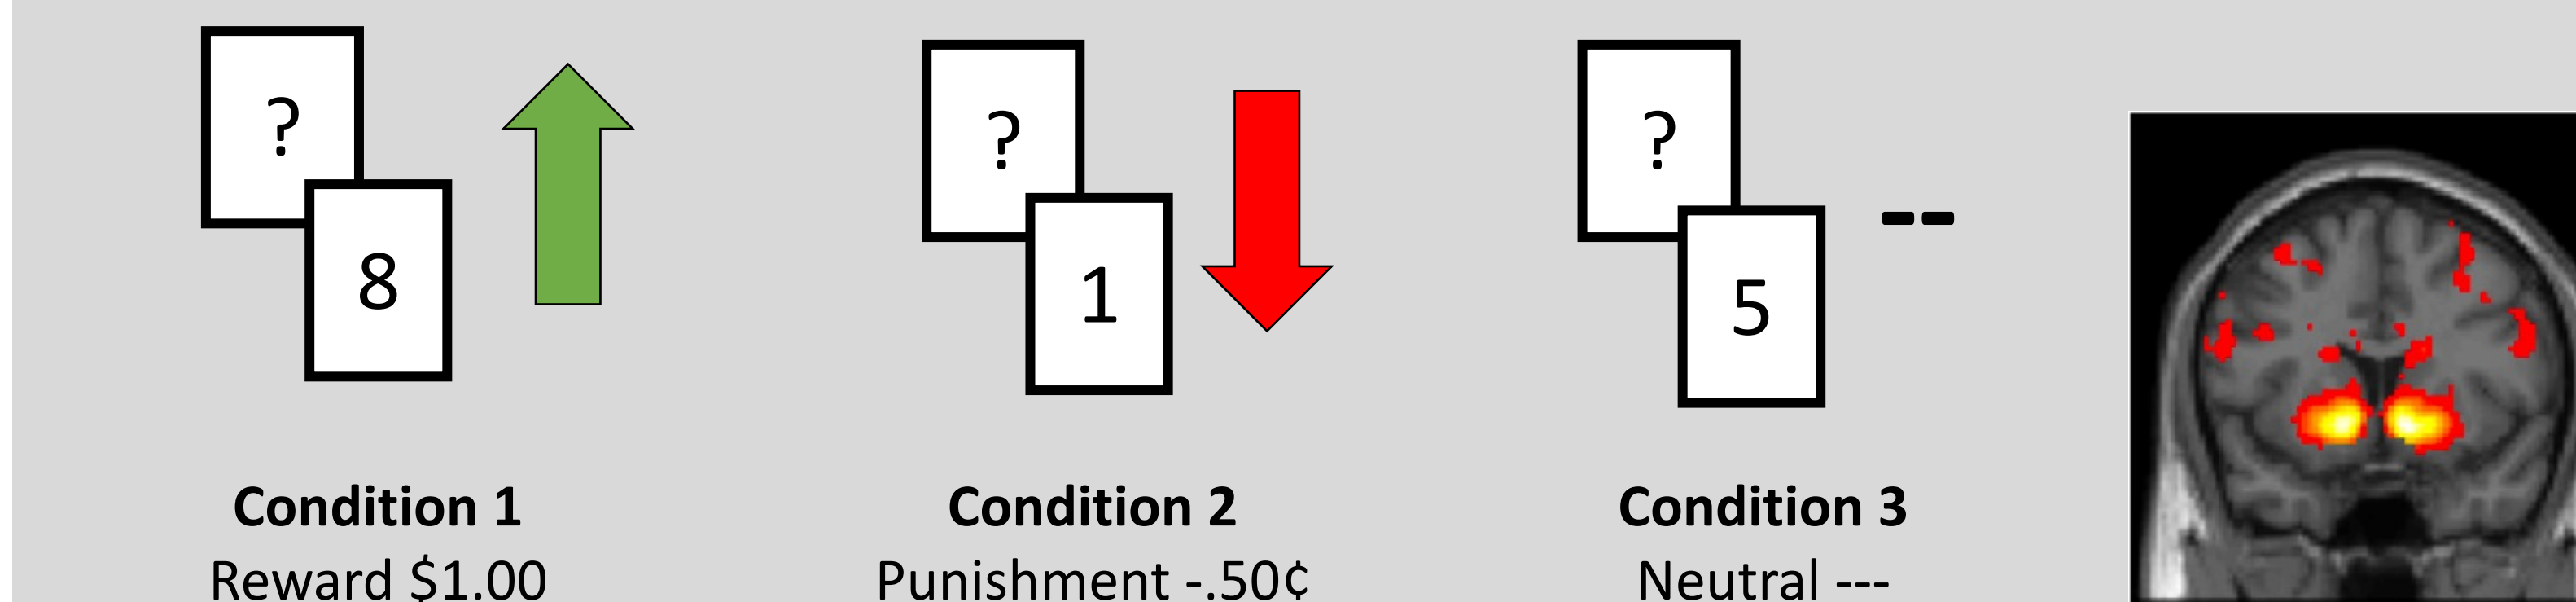 ?
8
Condition 1
Reward $1.00
?
1
Condition 2
Punishment -.50¢
?
5
--
Condition 3
Neutral ---